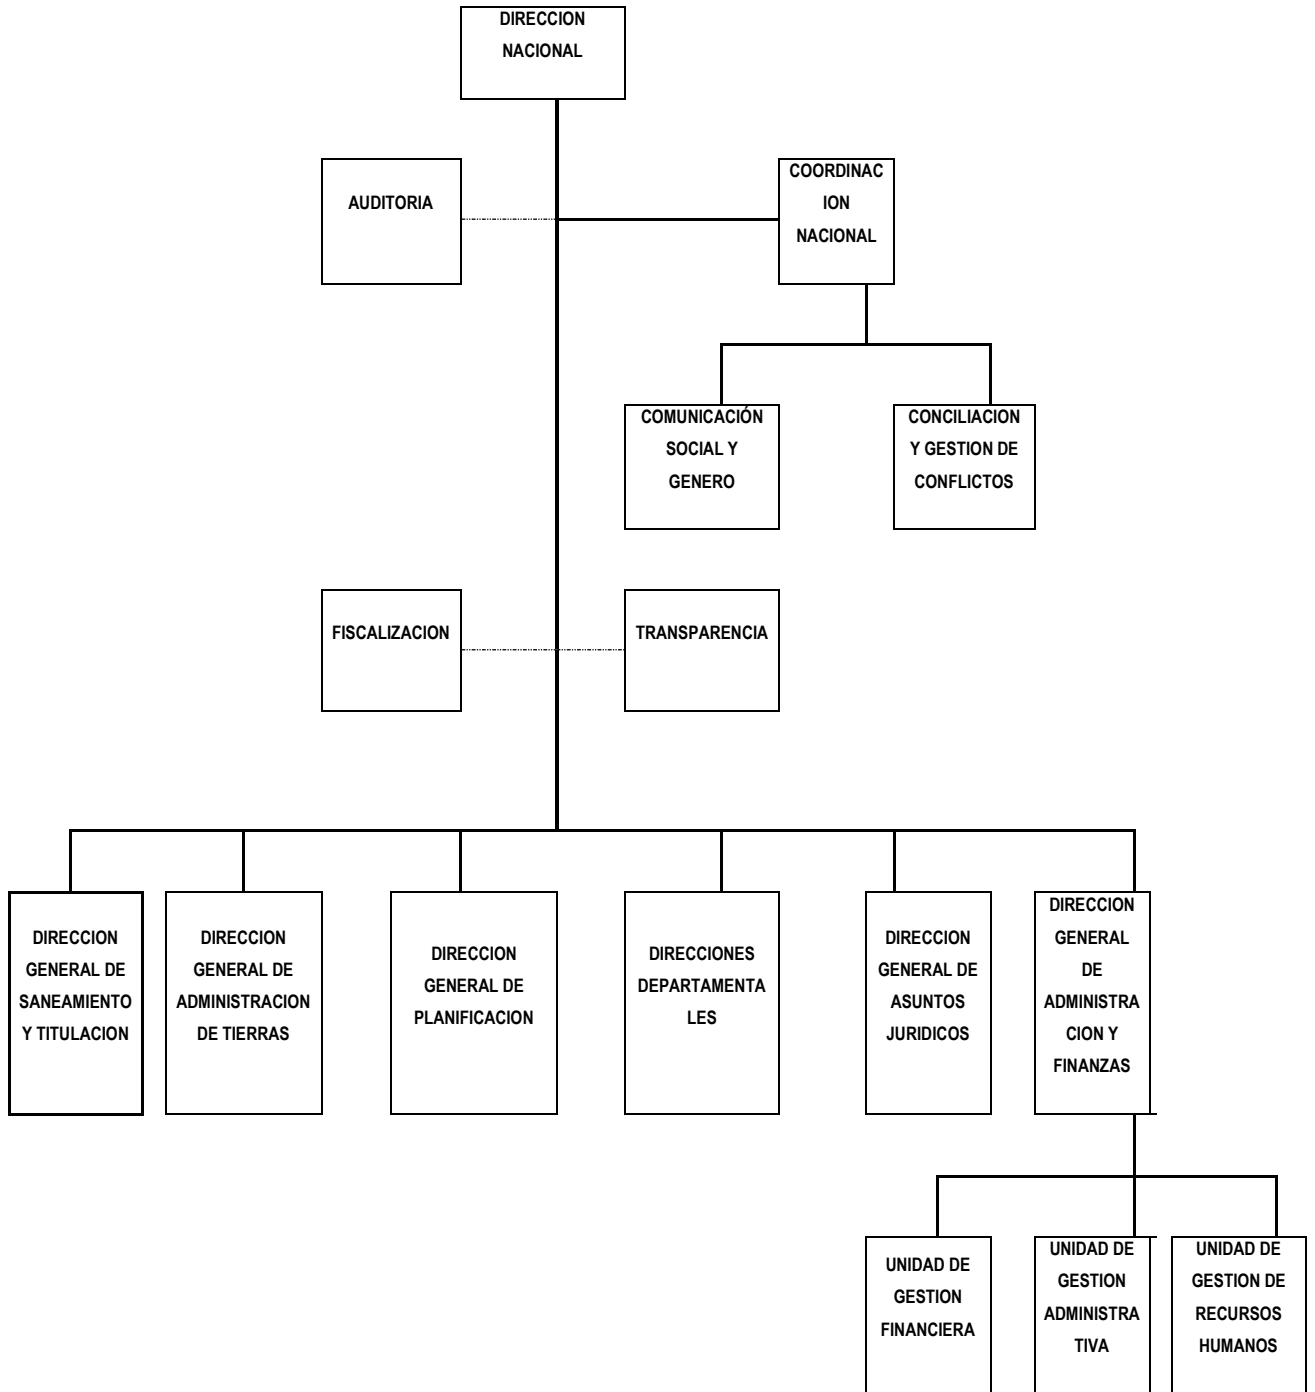 DIRECCION
NACIONAL
AUDITORIA
COORDINAC
ION
NACIONAL
COMUNICACIÓN
SOCIAL Y
GENERO
CONCILIACION
Y GESTION DE
CONFLICTOS
FISCALIZACION
TRANSPARENCIA
DIRECCION
GENERAL DE
SANEAMIENTO
Y TITULACION
DIRECCION
GENERAL DE
ADMINISTRACION
DE TIERRAS
DIRECCION
GENERAL DE
PLANIFICACION
DIRECCIONES
DEPARTAMENTA
LES
DIRECCION
GENERAL DE
ASUNTOS
JURIDICOS
DIRECCION
GENERAL
DE
ADMINISTRA
CION Y
FINANZAS
UNIDAD DE
GESTION
FINANCIERA
UNIDAD DE
GESTION
ADMINISTRA
TIVA
UNIDAD DE
GESTION DE
RECURSOS
HUMANOS